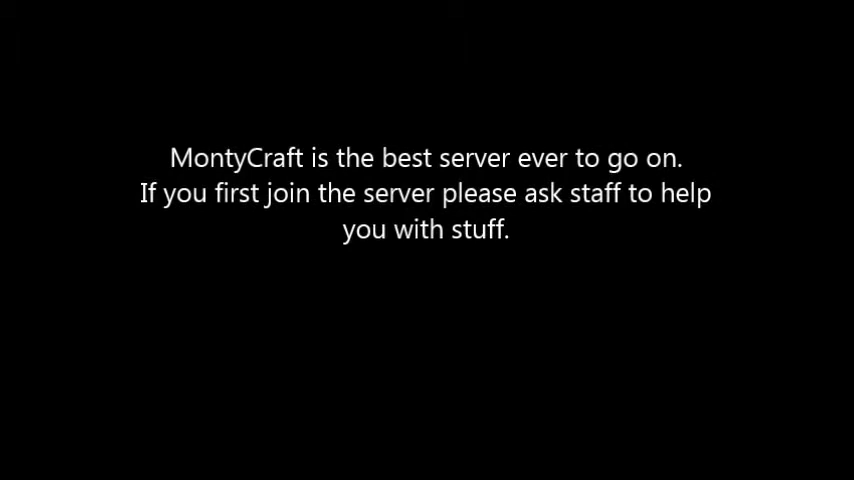 MontyCraft is the best server ever to go on.
If you first join the server please ask staff to help
you with stuff.